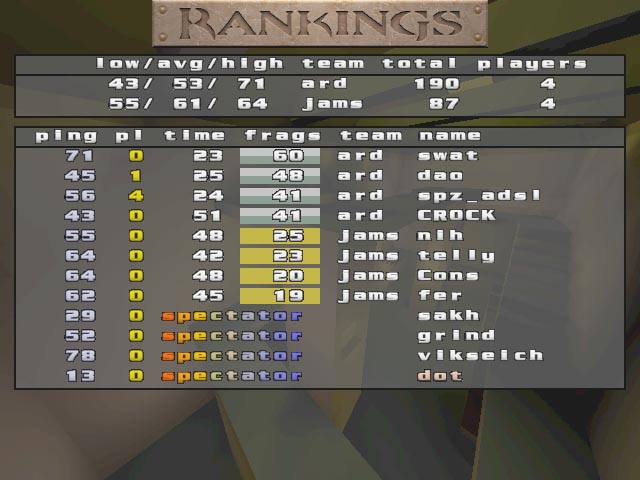 RANKINGS
low/avg/high team total players
43/ 53/ 71 ard 190 4
55/ 61/ 64 jams 87 4
ping pl time frags team name
71 0 23 60 ard swat
45 1 25 48 ard dao
56 4 24 41 ard spz_adsl
43 0 51 41 ard CROCK
55 0 48 25 jams nih
64 0 42 23 jams telly
64 0 48 20 jams Cons
62 0 45 19 jams fer
29 0 spectator sakh
52 0 spectator grind
78 0 spectator vikseich
13 0 spectator dot